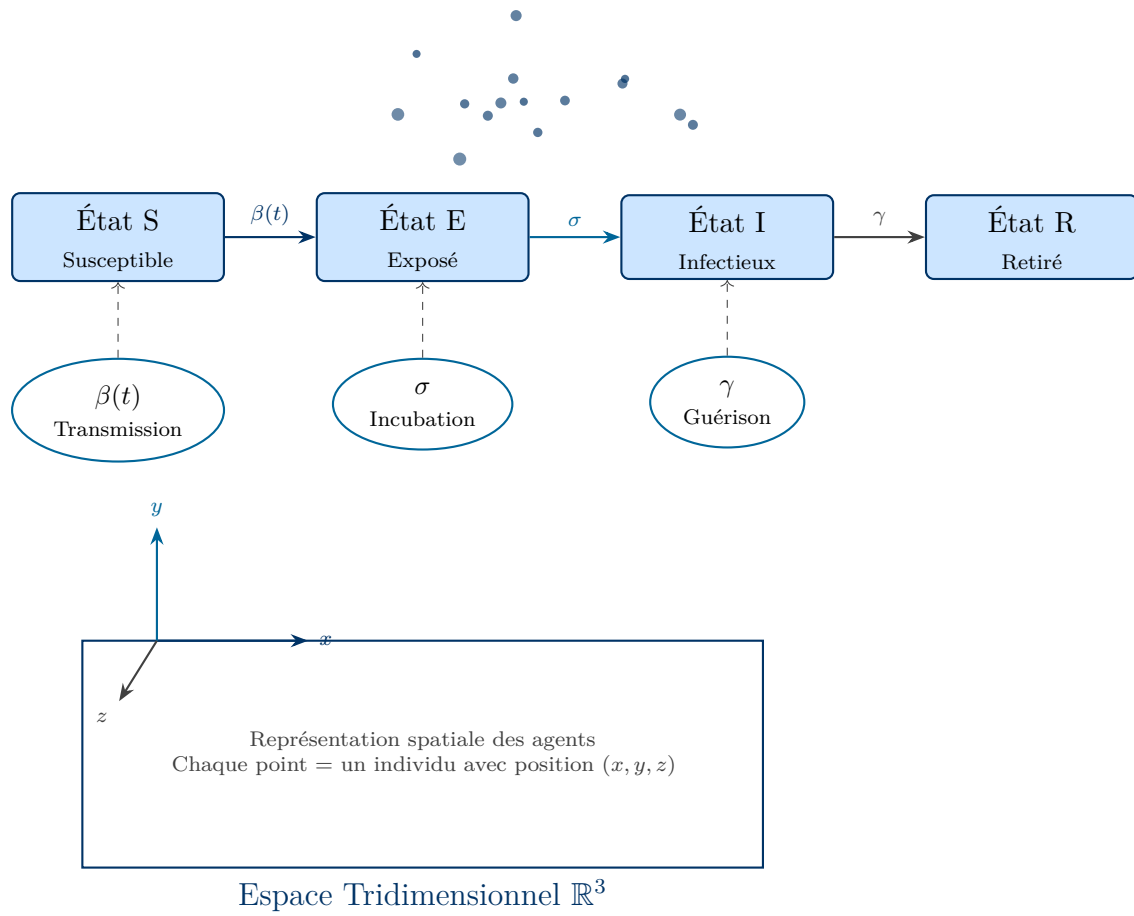 État S
Susceptible
β(t)
État E
Exposé
σ
État I
Infectieux
γ
État R
Retiré
β(t)
Transmission
σ
Incubation
γ
Guérison
y
x
z
Représentation spatiale des agents
Chaque point = un individu avec position (x, y, z)
Espace Tridimensionnel ℝ³